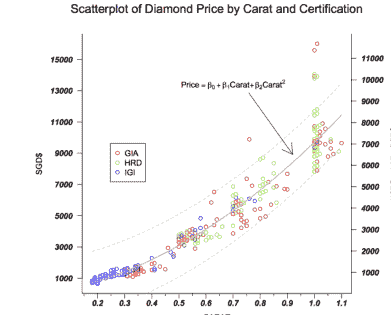 Scatterplot of Diamond Price by Carat and Certification
Price = β0 + β1Carat+β2Carat²
SGD$
15000
13000
11000
9000
7000
5000
3000
1000
GIA
HRD
IGI
11000
10000
9000
8000
7000
6000
5000
4000
3000
2000
1000
0.2 0.3 0.4 0.5 0.6 0.7 0.8 0.9 1.0 1.1